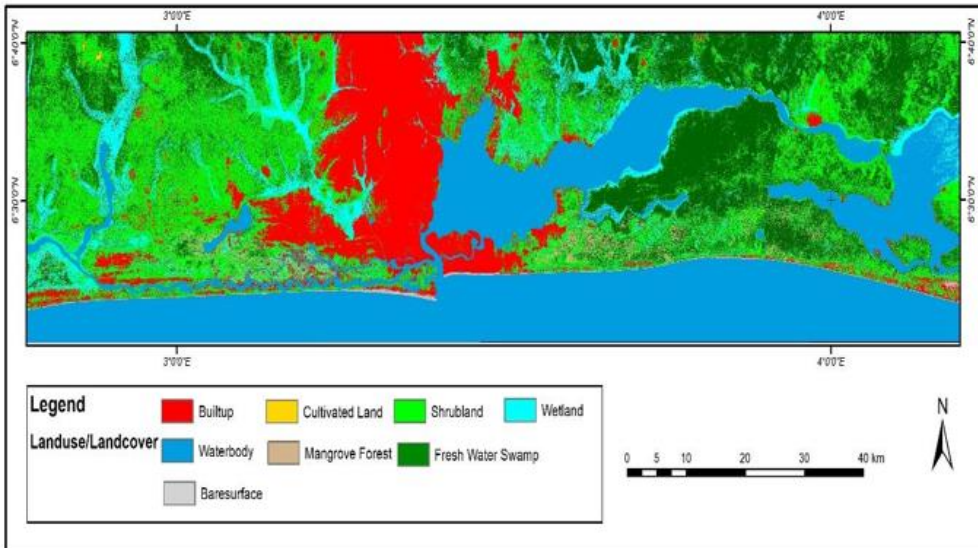 3°0'0"E 4°0'0"E
6°40'0"N 6°40'0"N
6°30'0"N 6°30'0"N
3°0'0"E 4°0'0"E
Legend
Landuse/Landcover
Builtup Cultivated Land Shrubland Wetland
Waterbody Mangrove Forest Fresh Water Swamp
Baresurface
N
0 5 10 20 30 40 km